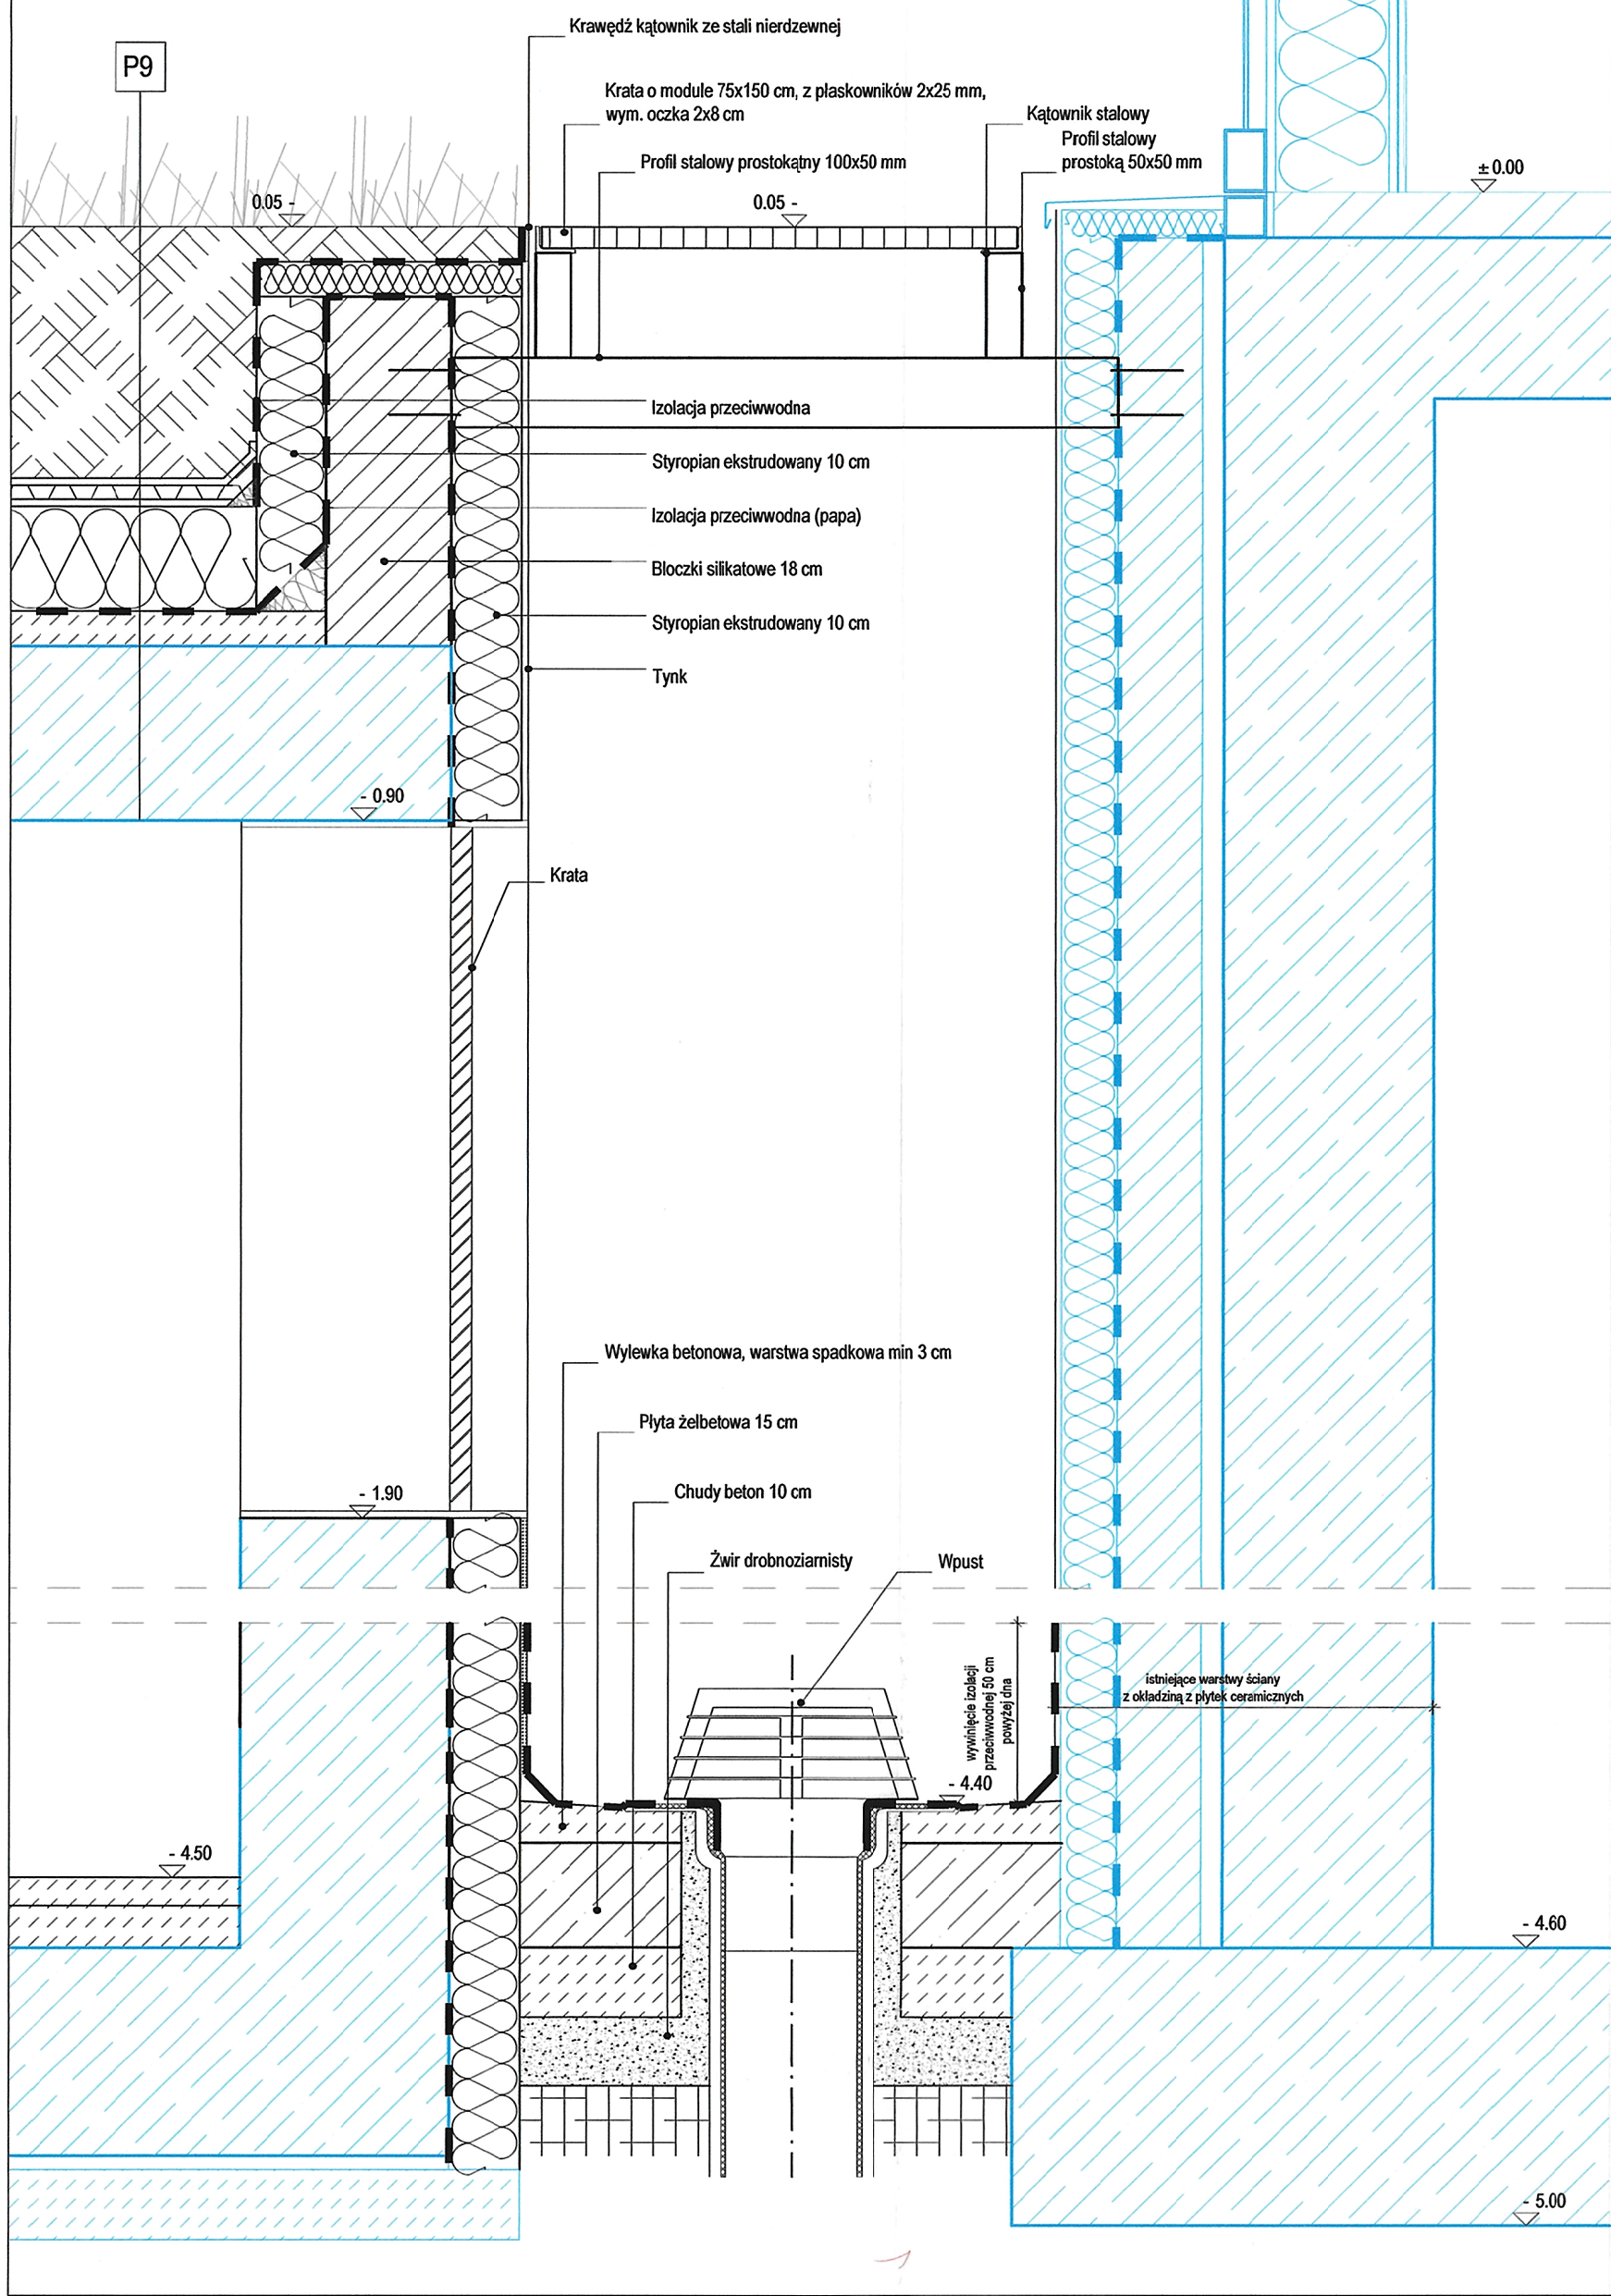 Krawędź kątownik ze stali nierdzewnej
P9
Krata o module 75x150 cm, z płaskowników 2x25 mm,
wym. oczka 2x8 cm
Kątownik stalowy
Profil stalowy
prostoką 50x50 mm
Profil stalowy prostokątny 100x50 mm
± 0.00
0.05 -
0.05 -
Izolacja przeciwwodna
Styropian ekstrudowany 10 cm
Izolacja przeciwwodna (papa)
Bloczki silikatowe 18 cm
Styropian ekstrudowany 10 cm
Tynk
- 0.90
Krata
Wylewka betonowa, warstwa spadkowa min 3 cm
Płyta żelbetowa 15 cm
Chudy beton 10 cm
- 1.90
Żwir drobnoziarnisty
Wpust
wywinięcie izolacji
przeciwwodnej 50 cm
powyżej dna
istniejące warstwy ściany
z okładziną z płytek ceramicznych
- 4.40
- 4.50
- 4.60
- 5.00